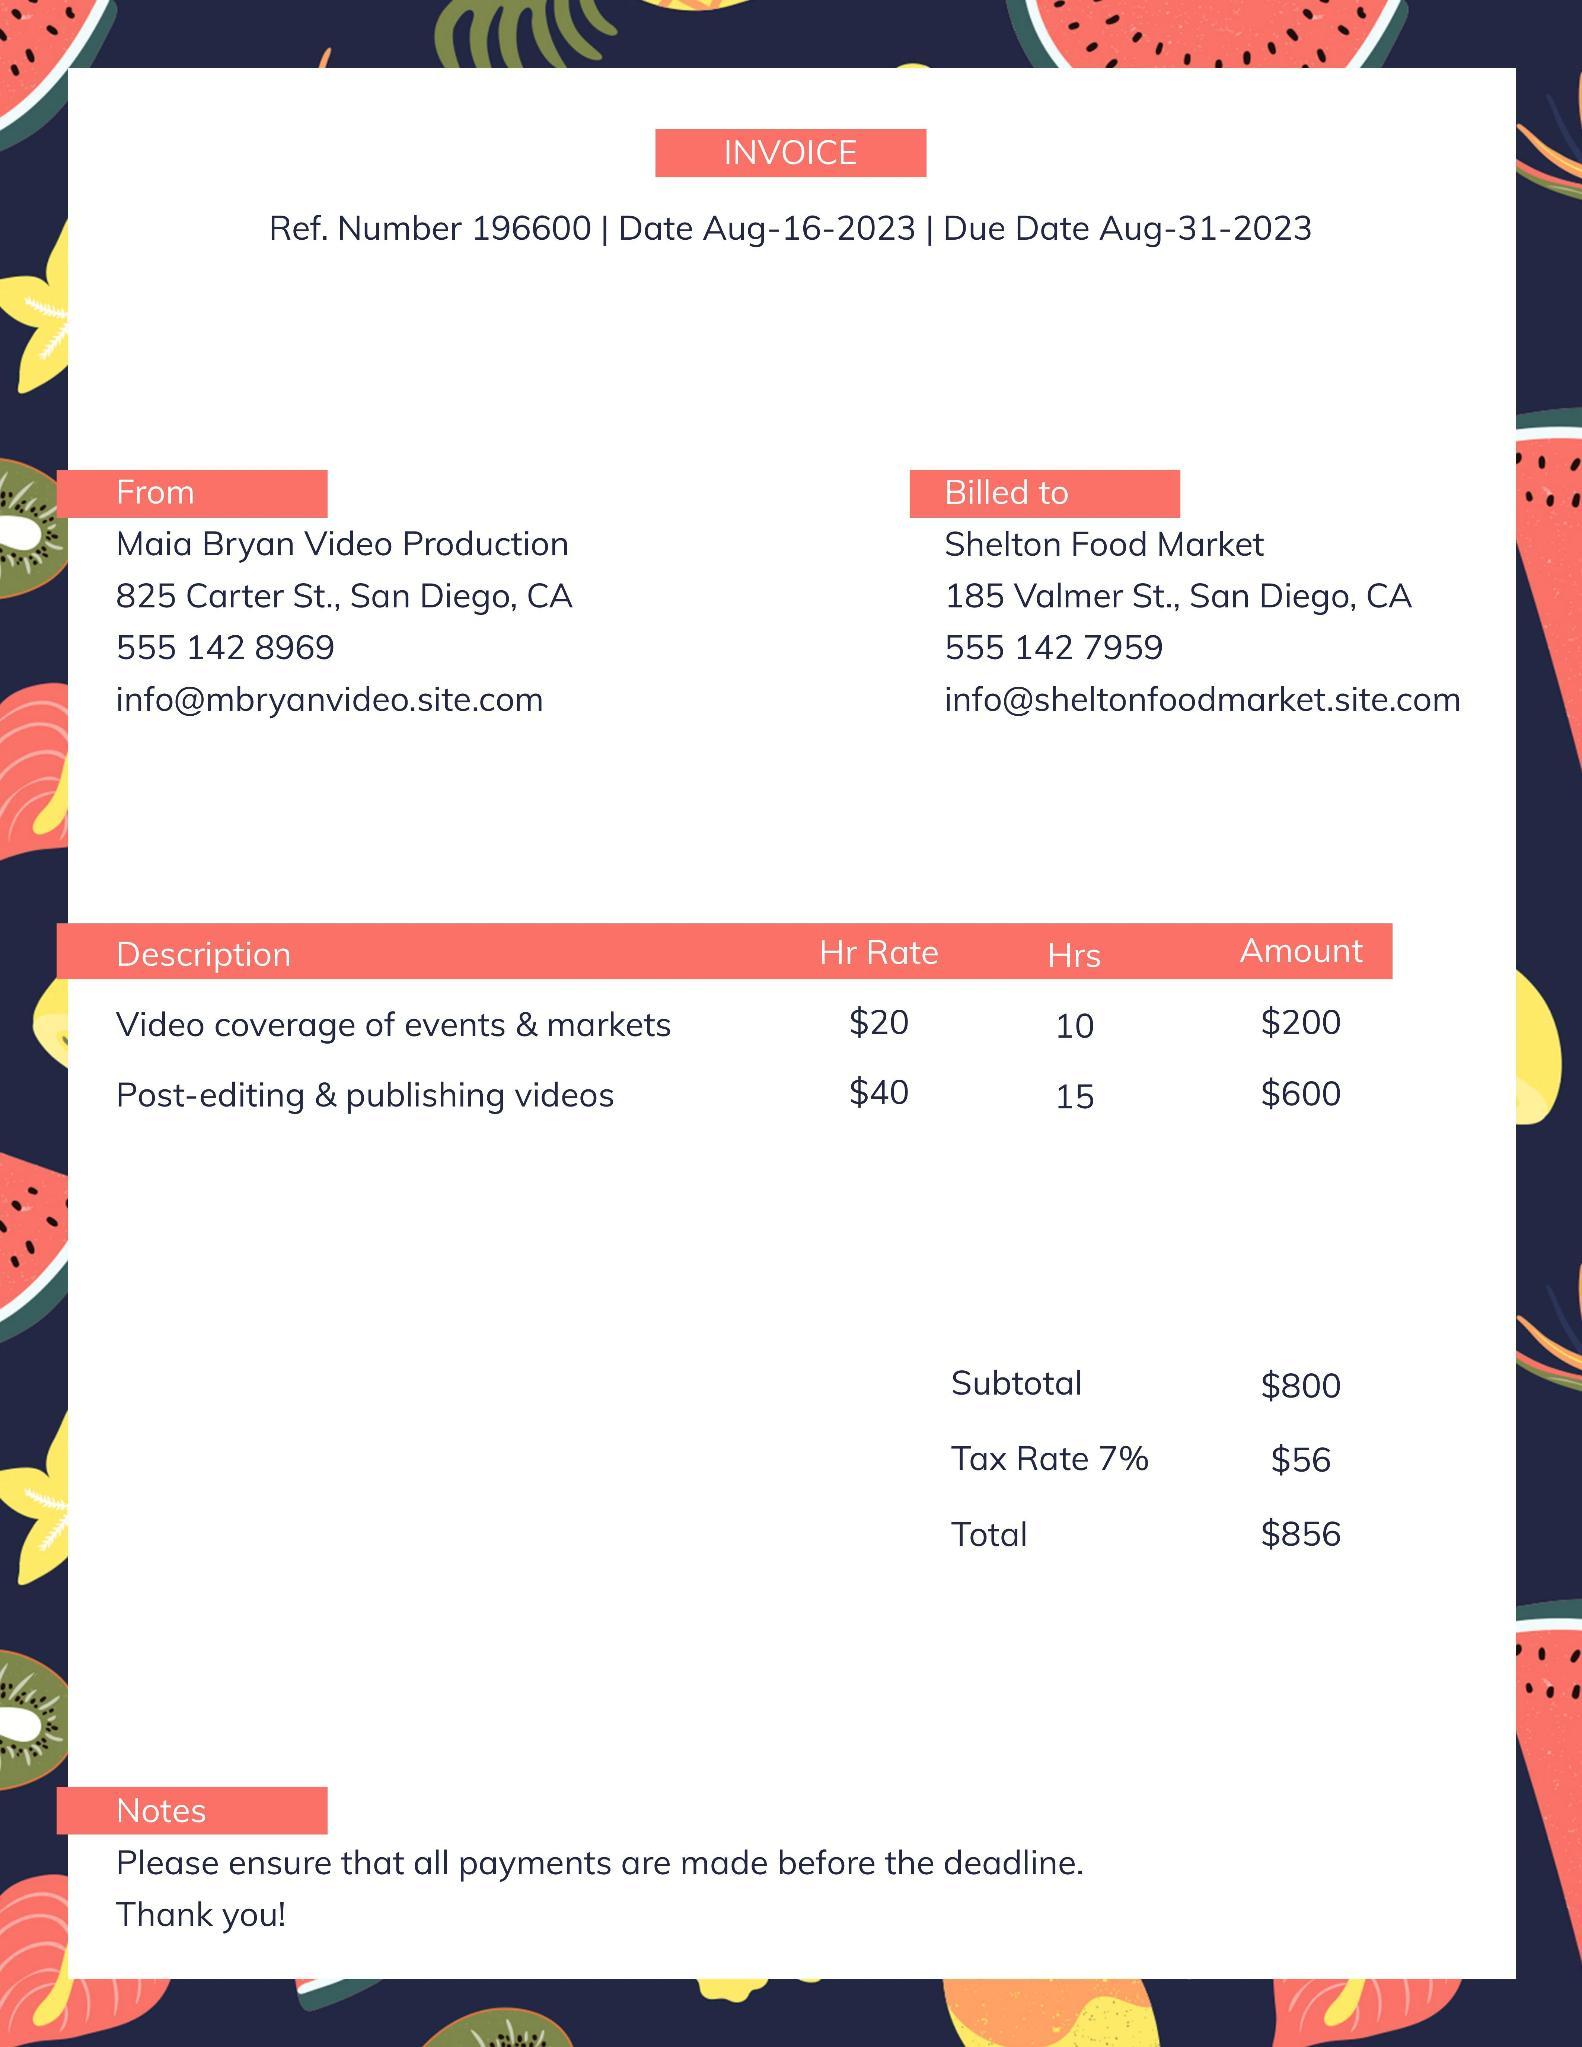 INVOICE
Ref. Number 196600 | Date Aug-16-2023 | Due Date Aug-31-2023
From
Maia Bryan Video Production
825 Carter St., San Diego, CA
555 142 8969
info@mbryanvideo.site.com
Billed to
Shelton Food Market
185 Valmer St., San Diego, CA
555 142 7959
info@sheltonfoodmarket.site.com
Description Hr Rate Hrs Amount
Video coverage of events & markets $20 10 $200
Post-editing & publishing videos $40 15 $600
Subtotal $800
Tax Rate 7% $56
Total $856
Notes
Please ensure that all payments are made before the deadline.
Thank you!